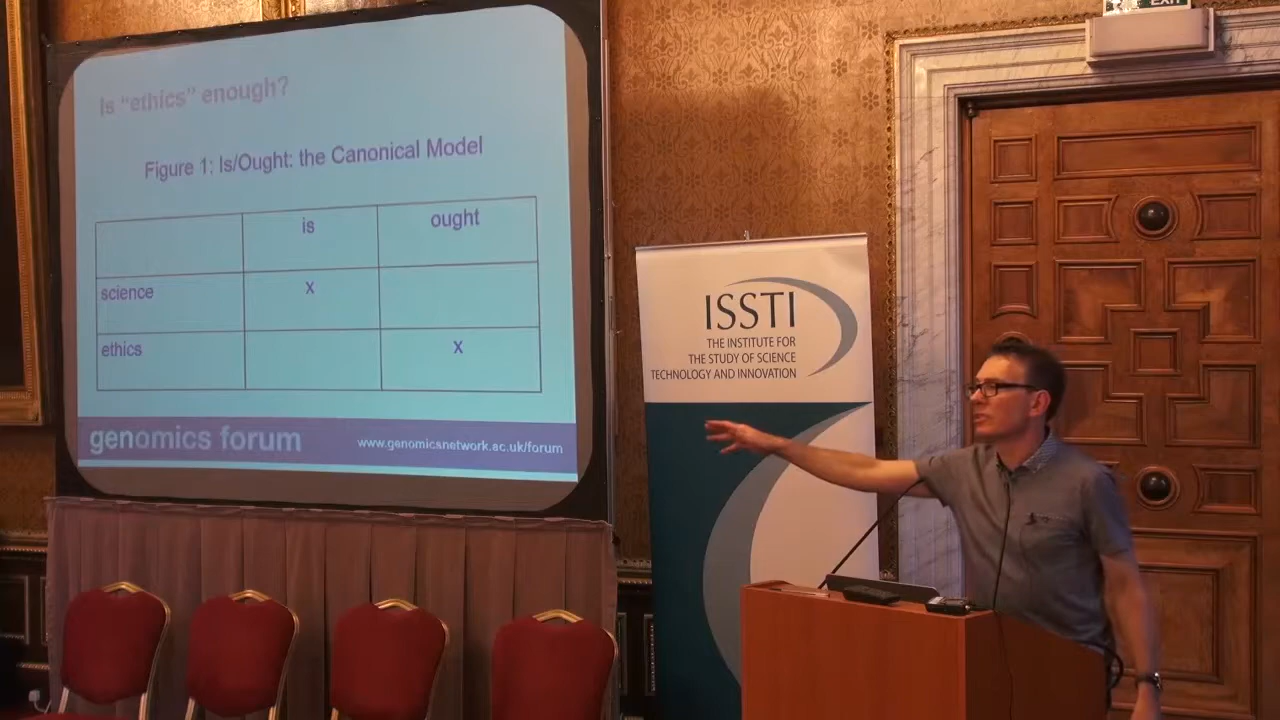 Is "ethics" enough?
Figure 1: Is/Ought: the Canonical Model
is ought
science x
ethics x
genomics forum www.genomicsnetwork.ac.uk/forum
EXIT
ISSTI
THE INSTITUTE FOR
THE STUDY OF SCIENCE
TECHNOLOGY AND INNOVATION